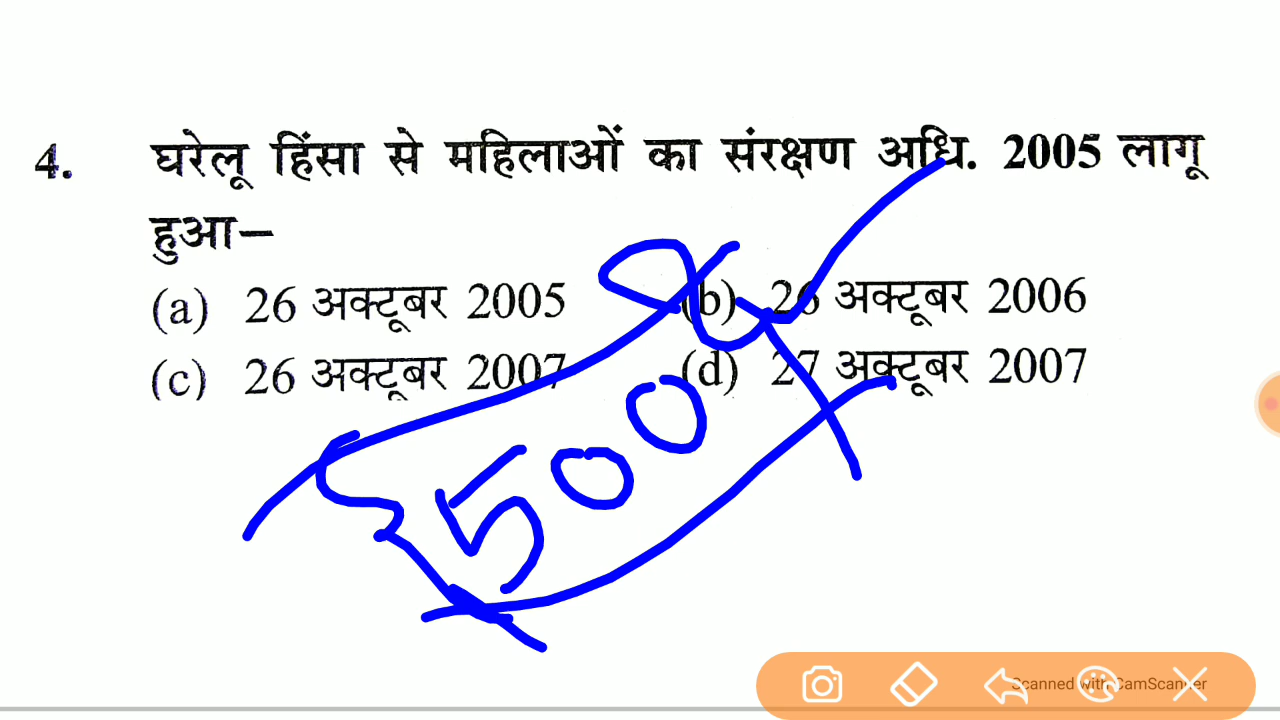 4. घरेलू हिंसा से महिलाओं का संरक्षण अधि. 2005 लागू
हुआ–
(a) 26 अक्टूबर 2005 (b) 26 अक्टूबर 2006
(c) 26 अक्टूबर 2007 (d) 27 अक्टूबर 2007
500
Scanned with CamScanner